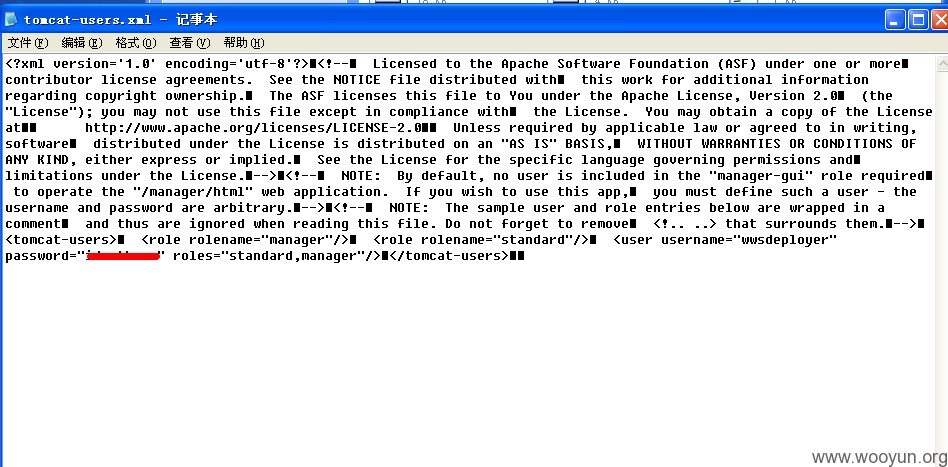 tomcat-users.xml - 记事本
文件(F) 编辑(E) 格式(O) 查看(V) 帮助(H)
<?xml version='1.0' encoding='utf-8'?>■<!--■  Licensed to the Apache Software Foundation (ASF) under one or more■
contributor license agreements.  See the NOTICE file distributed with■  this work for additional information
regarding copyright ownership.■  The ASF licenses this file to You under the Apache License, Version 2.0■  (the
"License"); you may not use this file except in compliance with■  the License.  You may obtain a copy of the License
at■■      http://www.apache.org/licenses/LICENSE-2.0■■  Unless required by applicable law or agreed to in writing,
software■  distributed under the License is distributed on an "AS IS" BASIS,■  WITHOUT WARRANTIES OR CONDITIONS OF
ANY KIND, either express or implied.■  See the License for the specific language governing permissions and■
limitations under the License.■-->■<!--■  NOTE:  By default, no user is included in the "manager-gui" role required■
 to operate the "/manager/html" web application.  If you wish to use this app,■  you must define such a user - the
username and password are arbitrary.■-->■<!--■  NOTE:  The sample user and role entries below are wrapped in a
comment■  and thus are ignored when reading this file. Do not forget to remove■  <!.. ..> that surrounds them.■-->■
<tomcat-users>■  <role rolename="manager"/>■  <role rolename="standard"/>■  <user username="wwsdeployer"
password="" roles="standard,manager"/>■</tomcat-users>■■
www.wooyun.org